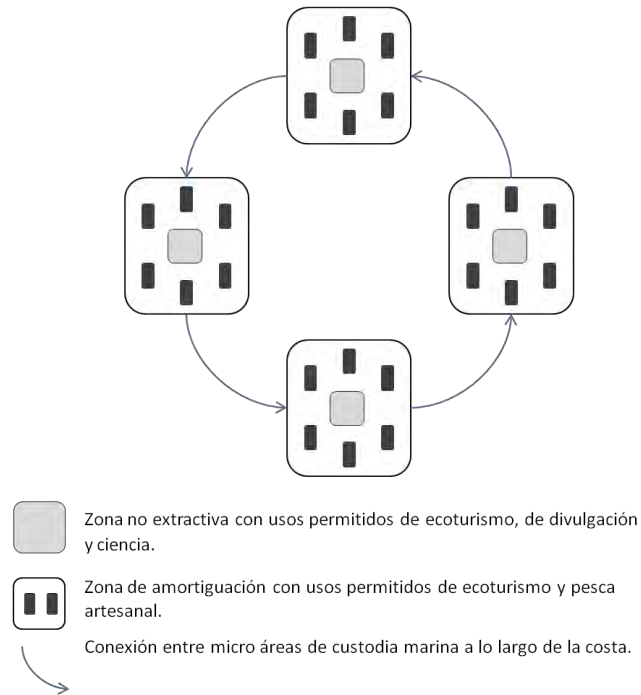 Zona no extractiva con usos permitidos de ecoturismo, de divulgación
y ciencia.
Zona de amortiguación con usos permitidos de ecoturismo y pesca
artesanal.
Conexión entre micro áreas de custodia marina a lo largo de la costa.